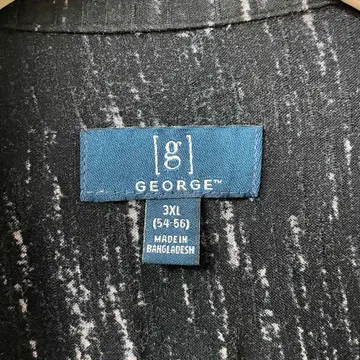 [g]
GEORGE™
3XL
(54-56)
MADE IN
BANGLADESH